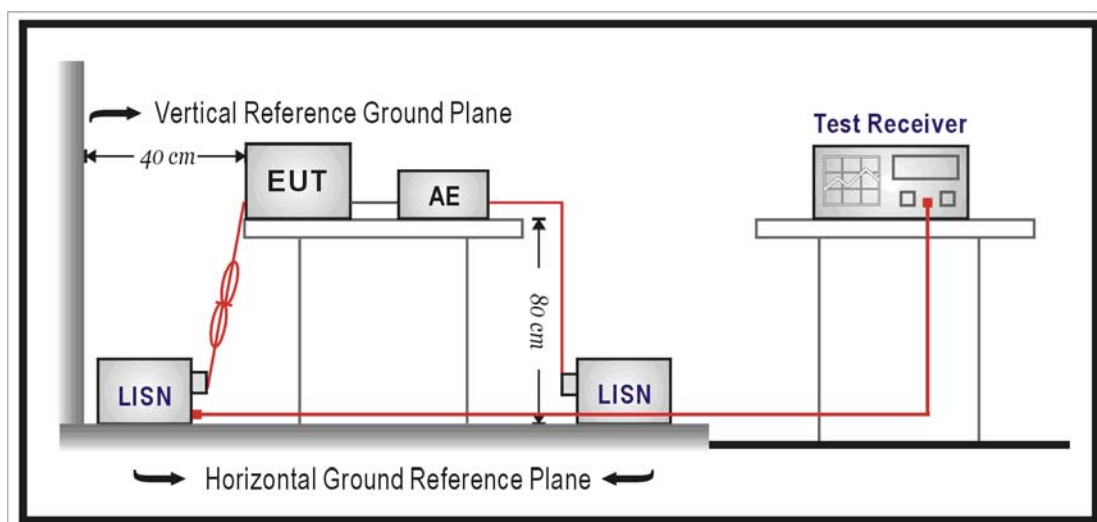 Vertical Reference Ground Plane
Test Receiver
40 cm
EUT
AE
80 cm
LISN
LISN
Horizontal Ground Reference Plane